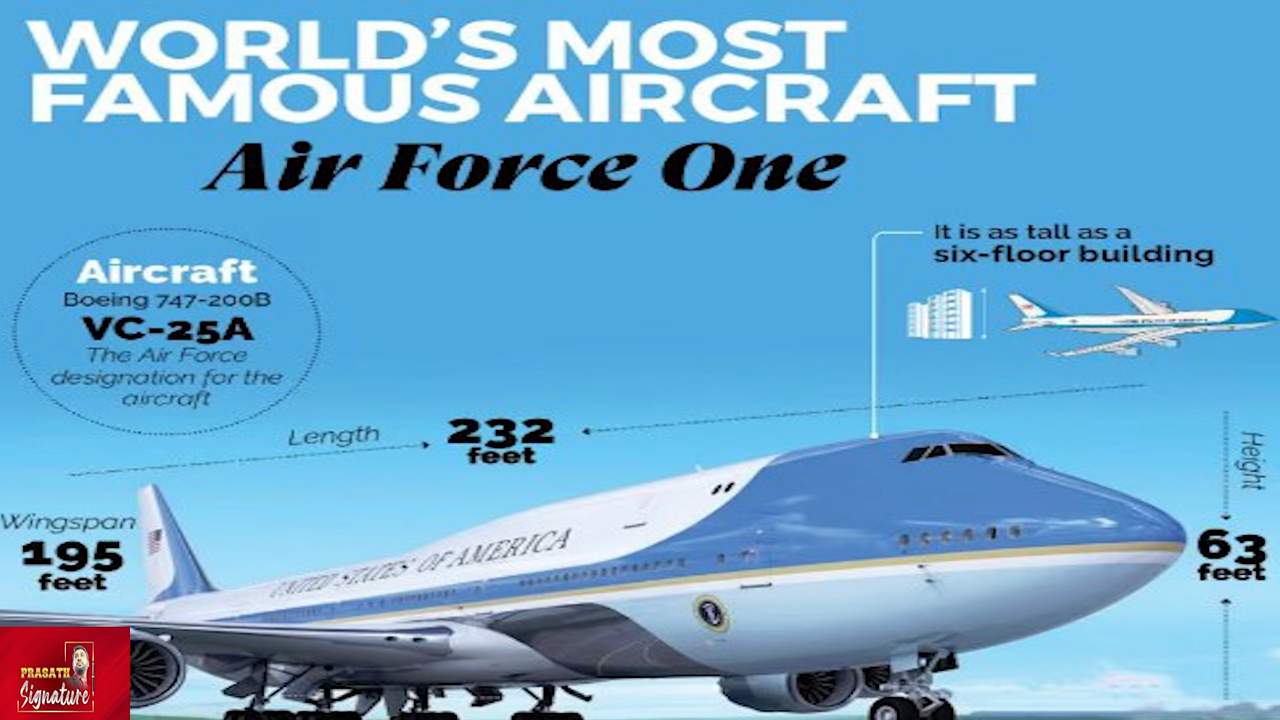 WORLD'S MOST
FAMOUS AIRCRAFT
Air Force One
It is as tall as a
six-floor building
Aircraft
Boeing 747-200B
VC-25A
The Air Force
designation for the
aircraft
Length
232
feet
Height
63
feet
Wingspan
195
feet
UNITED STATES OF AMERICA
PRASATH
Signature